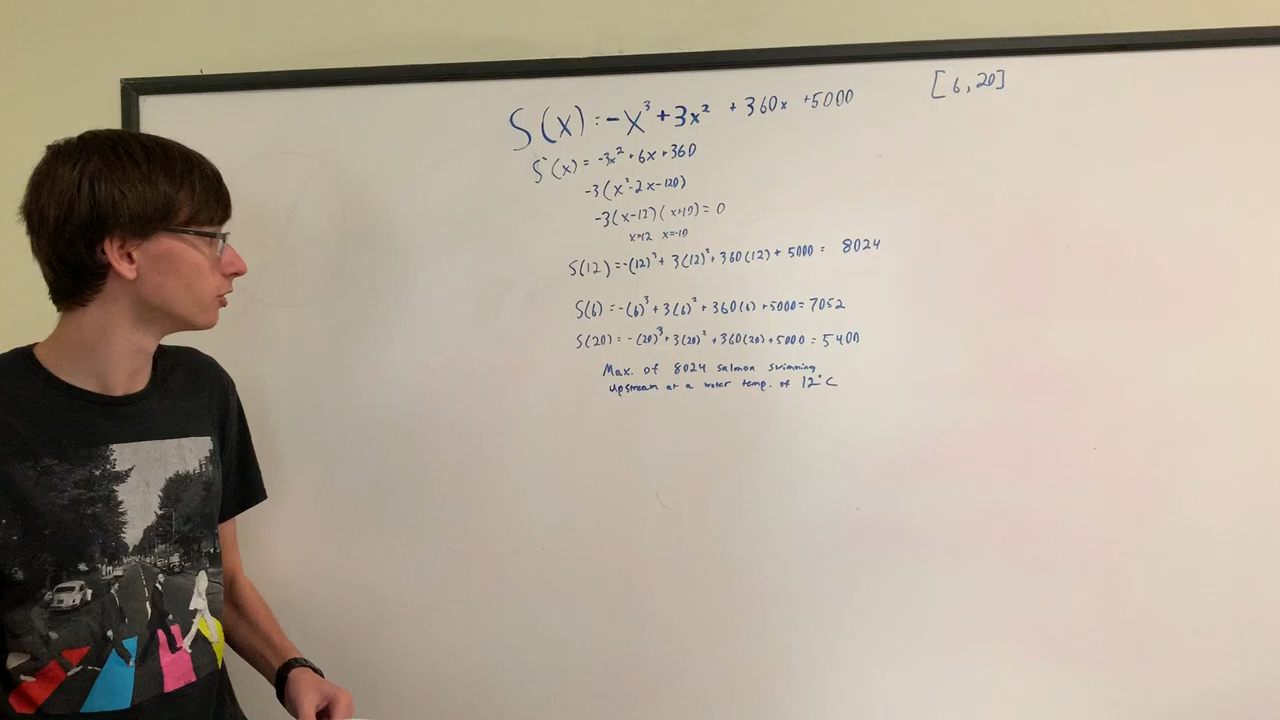 S(x) = -x³ + 3x² + 360x + 5000
[6, 20]
S'(x) = -3x² + 6x + 360
-3(x² - 2x - 120)
-3(x-12)(x+10) = 0
x=12 x=-10
S(12) = -(12)³ + 3(12)² + 360(12) + 5000 = 8024
S(6) = -(6)³ + 3(6)² + 360(6) + 5000 = 7052
S(20) = -(20)³ + 3(20)² + 360(20) + 5000 = 5400
Max. of 8024 salmon swimming
upstream at a water temp. of 12°C